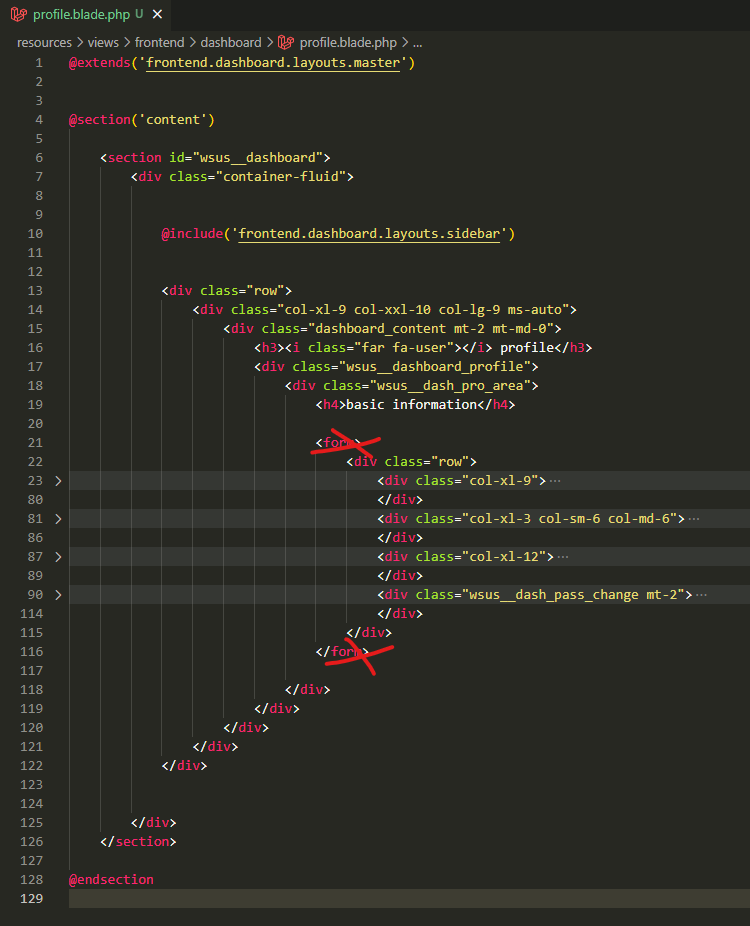 profile.blade.php U ×
resources > views > frontend > dashboard > profile.blade.php > ...
1 @extends('frontend.dashboard.layouts.master')
2
3
4 @section('content')
5
6 <section id="wsus__dashboard">
7 <div class="container-fluid">
8
9
10 @include('frontend.dashboard.layouts.sidebar')
11
12
13 <div class="row">
14 <div class="col-xl-9 col-xxl-10 col-lg-9 ms-auto">
15 <div class="dashboard_content mt-2 mt-md-0">
16 <h3><i class="far fa-user"></i> profile</h3>
17 <div class="wsus__dashboard_profile">
18 <div class="wsus__dash_pro_area">
19 <h4>basic information</h4>
20
21 <form>
22 <div class="row">
23 > <div class="col-xl-9"> ...
80 </div>
81 > <div class="col-xl-3 col-sm-6 col-md-6"> ...
86 </div>
87 > <div class="col-xl-12"> ...
89 </div>
90 > <div class="wsus__dash_pass_change mt-2"> ...
114 </div>
115 </div>
116 </form>
117
118 </div>
119 </div>
120 </div>
121 </div>
122 </div>
123
124
125 </div>
126 </section>
127
128 @endsection
129